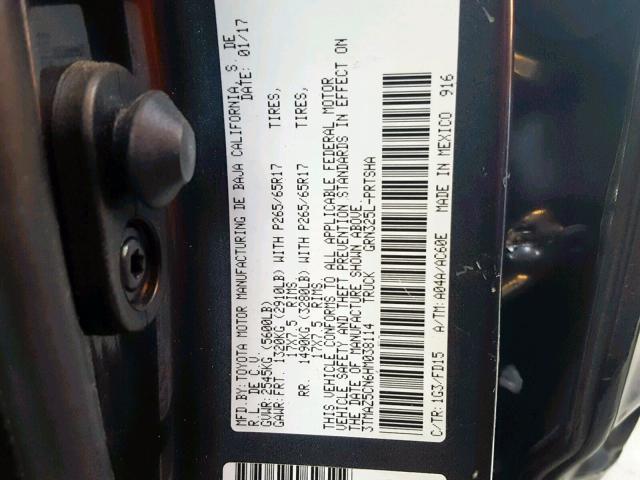 MFD.BY:TOYOTA MOTOR MANUFACTURING DE BAJA CALIFORNIA, S. DE
R.L. DE C.V. DATE: 01/17
GVWR: 2545KG (5600LB)
GAWR: FRT. 1320KG (2910LB) WITH P265/65R17 TIRES,
17X7.5 RIMS
RR. 1490KG (3280LB) WITH P265/65R17 TIRES,
17X7.5 RIMS,
THIS VEHICLE CONFORMS TO ALL APPLICABLE FEDERAL MOTOR
VEHICLE SAFETY AND THEFT PREVENTION STANDARDS IN EFFECT ON
THE DATE OF MANUFACTURE SHOWN ABOVE.
3TMAZ5CN6HM038114 TRUCK GRN325L-PRTSHA
C/TR: 1G3/FD15 A/TM: A04A/AC60E MADE IN MEXICO 916